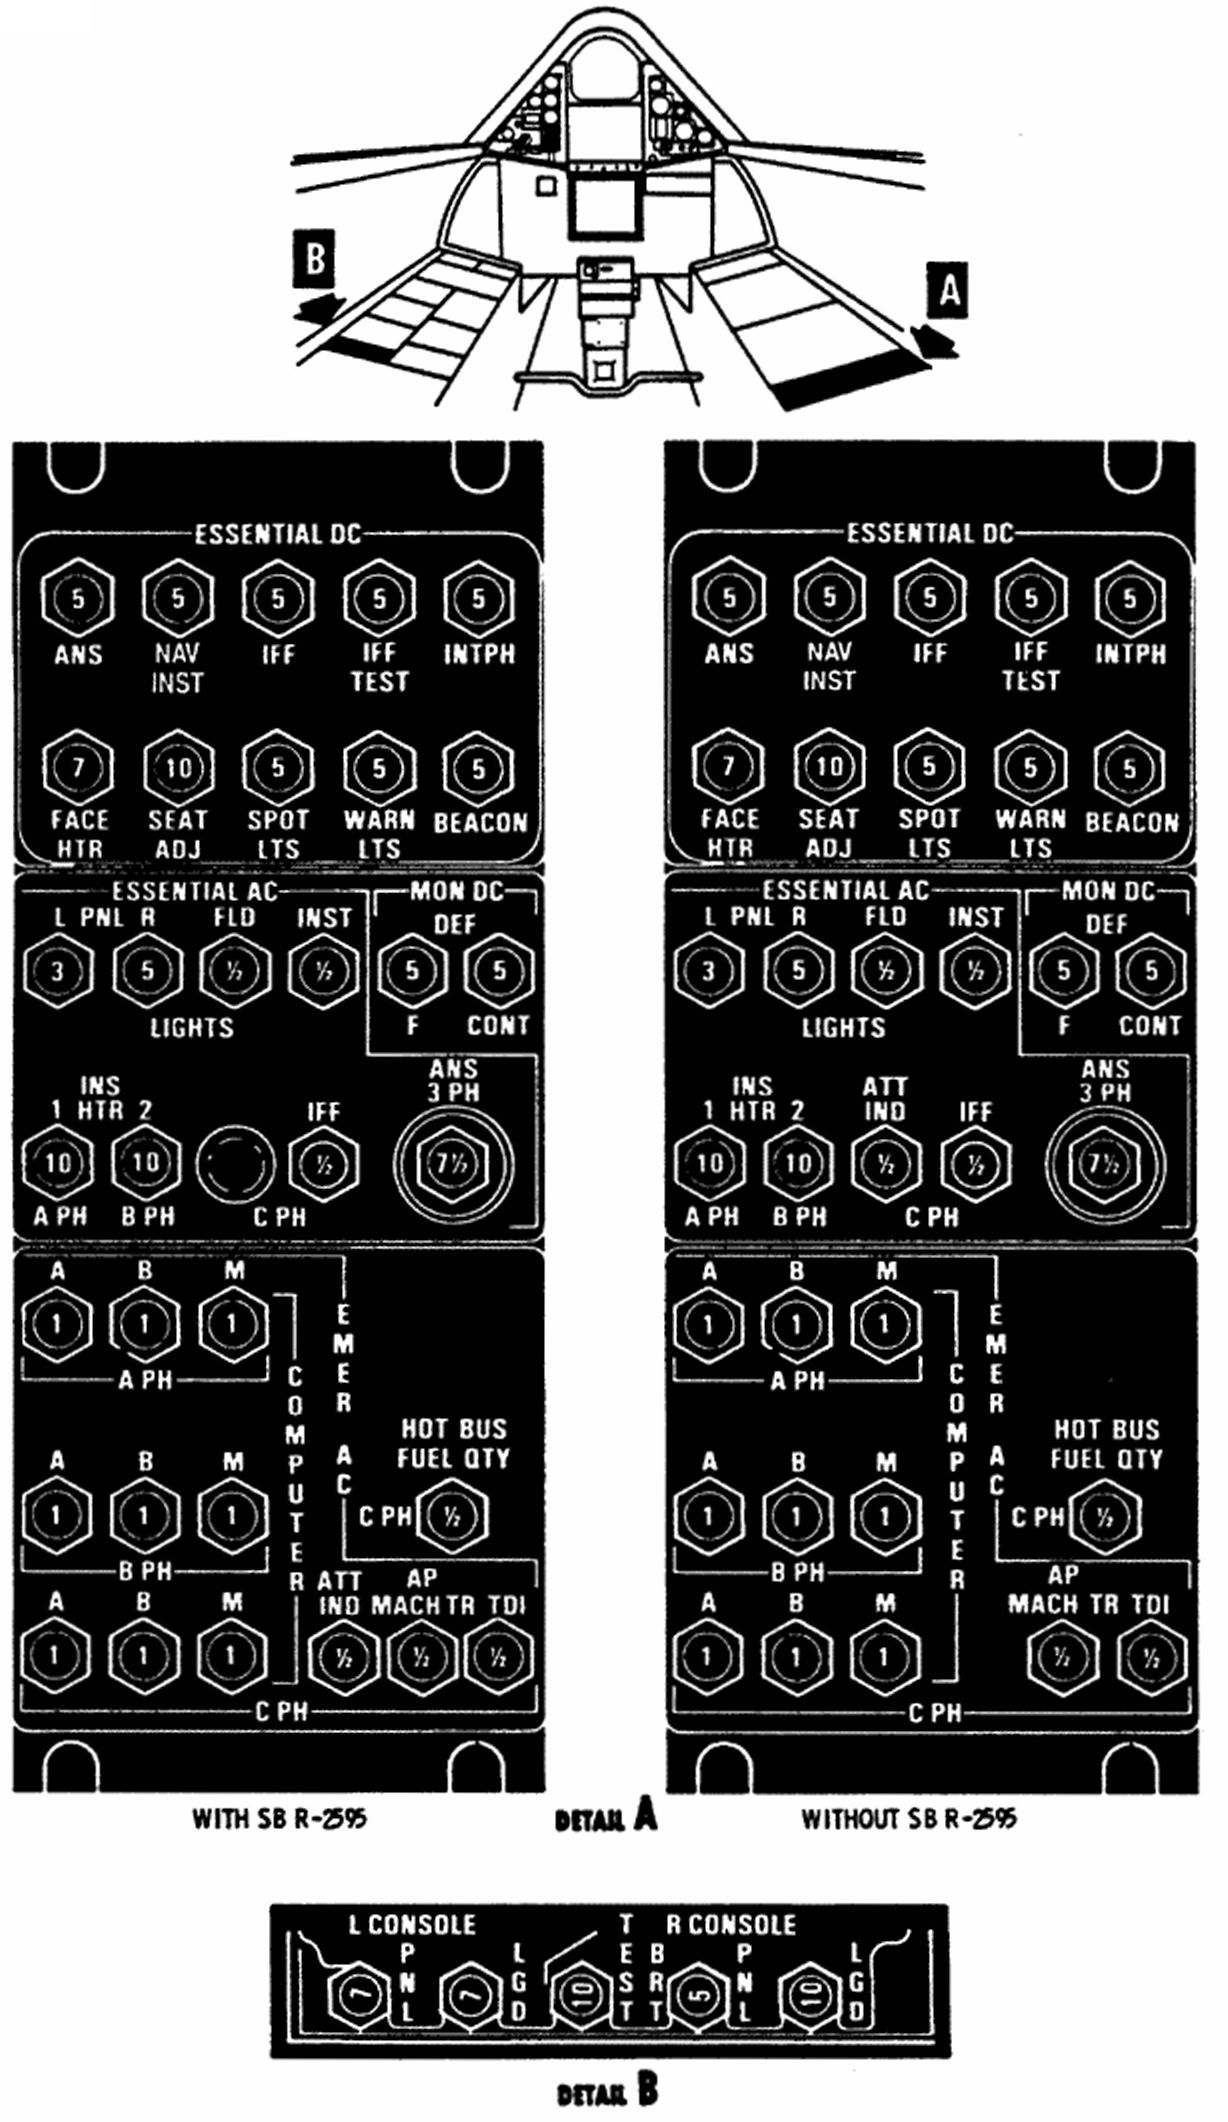 B
A
ESSENTIAL DC
5 5 5 5 5
ANS NAV INST IFF IFF TEST INTPH
7 10 5 5 5
FACE HTR SEAT ADJ SPOT LTS WARN LTS BEACON
ESSENTIAL AC
MON DC
L PNL R FLD INST
DEF
3 5 ½ ½ 5 5
LIGHTS
F CONT
INS
1 HTR 2
IFF
ANS
3 PH
10 10 ½ 7½
A PH B PH C PH
A B M
1 1 1
A PH
COMPUTER
EMER AC
A B M
1 1 1
B PH
HOT BUS
FUEL QTY
C PH ½
A B M
ATT IND
AP
MACH TR TDI
1 1 1 ½ ½ ½
C PH
WITH SB R-2595
ESSENTIAL DC
5 5 5 5 5
ANS NAV INST IFF IFF TEST INTPH
7 10 5 5 5
FACE HTR SEAT ADJ SPOT LTS WARN LTS BEACON
ESSENTIAL AC
MON DC
L PNL R FLD INST
DEF
3 5 ½ ½ 5 5
LIGHTS
F CONT
INS
1 HTR 2
ATT
IND
IFF
ANS
3 PH
10 10 ½ ½ 7½
A PH B PH C PH
A B M
1 1 1
A PH
COMPUTER
EMER AC
A B M
1 1 1
B PH
HOT BUS
FUEL QTY
C PH ½
A B M
AP
MACH TR TDI
1 1 1 ½ ½
C PH
WITHOUT SB R-2595
DETAIL A
L CONSOLE
R CONSOLE
7 PNL 7 LGD 10 TEST BRT 5 PNL 10 LGD
DETAIL B